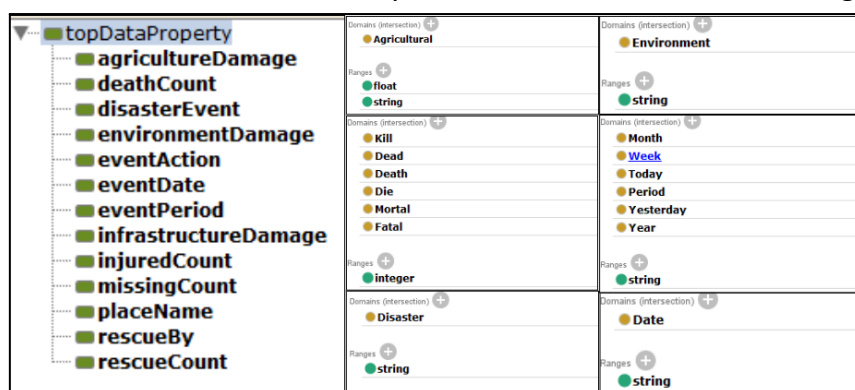 topDataProperty
agricultureDamage
deathCount
disasterEvent
environmentDamage
eventAction
eventDate
eventPeriod
infrastructureDamage
injuredCount
missingCount
placeName
rescueBy
rescueCount
Domains (intersection)
Agricultural
Ranges
float
string
Domains (intersection)
Environment
Ranges
string
Domains (intersection)
Kill
Dead
Death
Die
Mortal
Fatal
Ranges
integer
Domains (intersection)
Month
Week
Today
Period
Yesterday
Year
Ranges
string
Domains (intersection)
Disaster
Ranges
string
Domains (intersection)
Date
Ranges
string